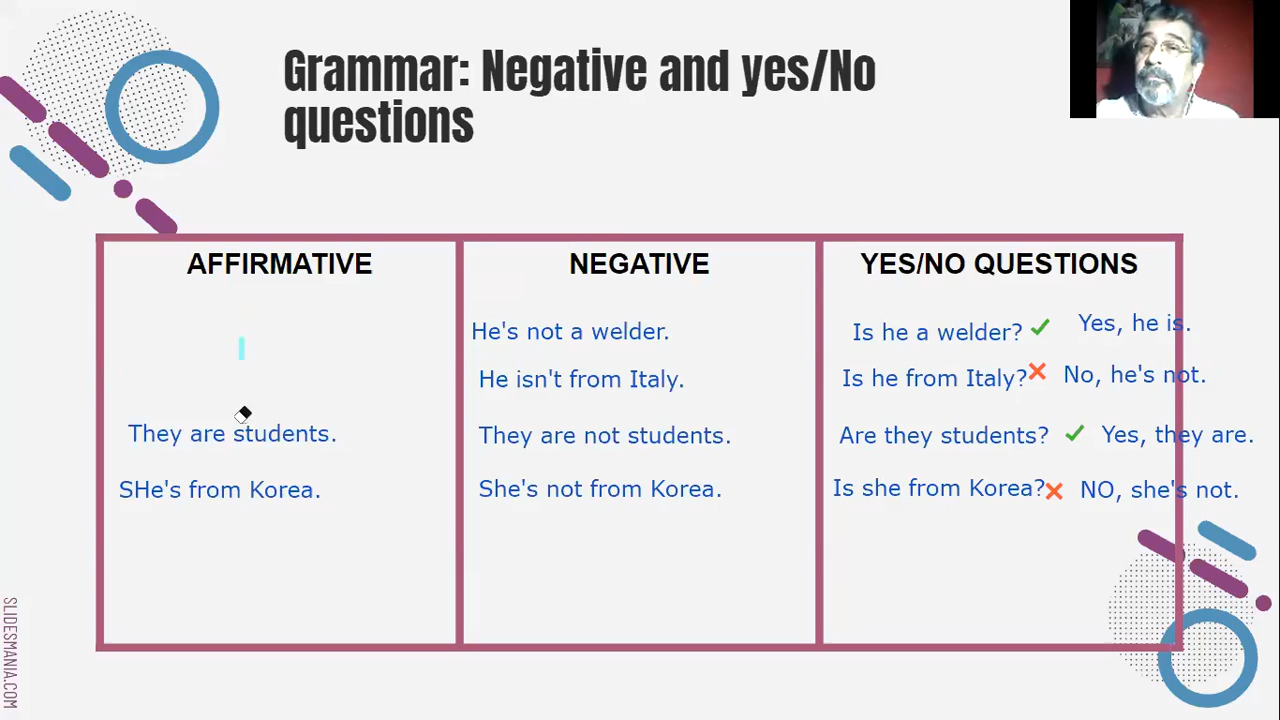 Grammar: Negative and yes/No
questions
AFFIRMATIVE
They are students.
SHe's from Korea.
NEGATIVE
He's not a welder.
He isn't from Italy.
They are not students.
She's not from Korea.
YES/NO QUESTIONS
Is he a welder? Yes, he is.
Is he from Italy? No, he's not.
Are they students? Yes, they are.
Is she from Korea? NO, she's not.
SLIDESMANIA.COM